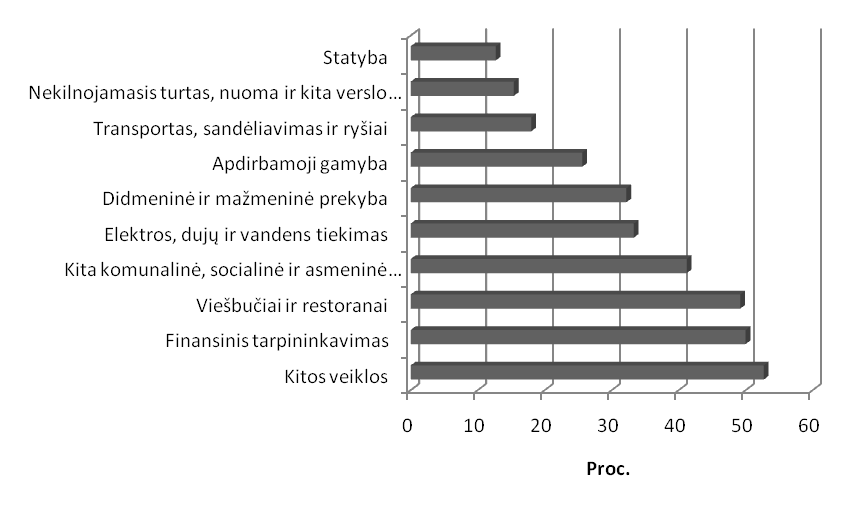 Statyba
Nekilnojamasis turtas, nuoma ir kita verslo...
Transportas, sandėliavimas ir ryšiai
Apdirbamoji gamyba
Didmeninė ir mažmeninė prekyba
Elektros, dujų ir vandens tiekimas
Kita komunalinė, socialinė ir asmeninė...
Viešbučiai ir restoranai
Finansinis tarpininkavimas
Kitos veiklos
0 10 20 30 40 50 60
Proc.